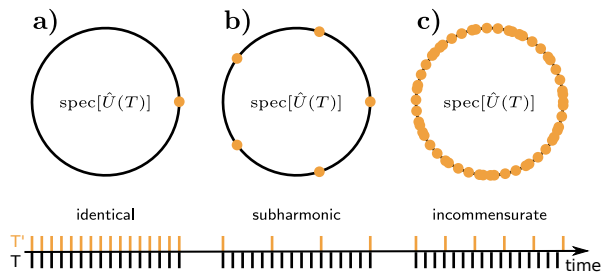 a) b) c)
spec[Û(T)] spec[Û(T)] spec[Û(T)]
identical subharmonic incommensurate
T'
T time